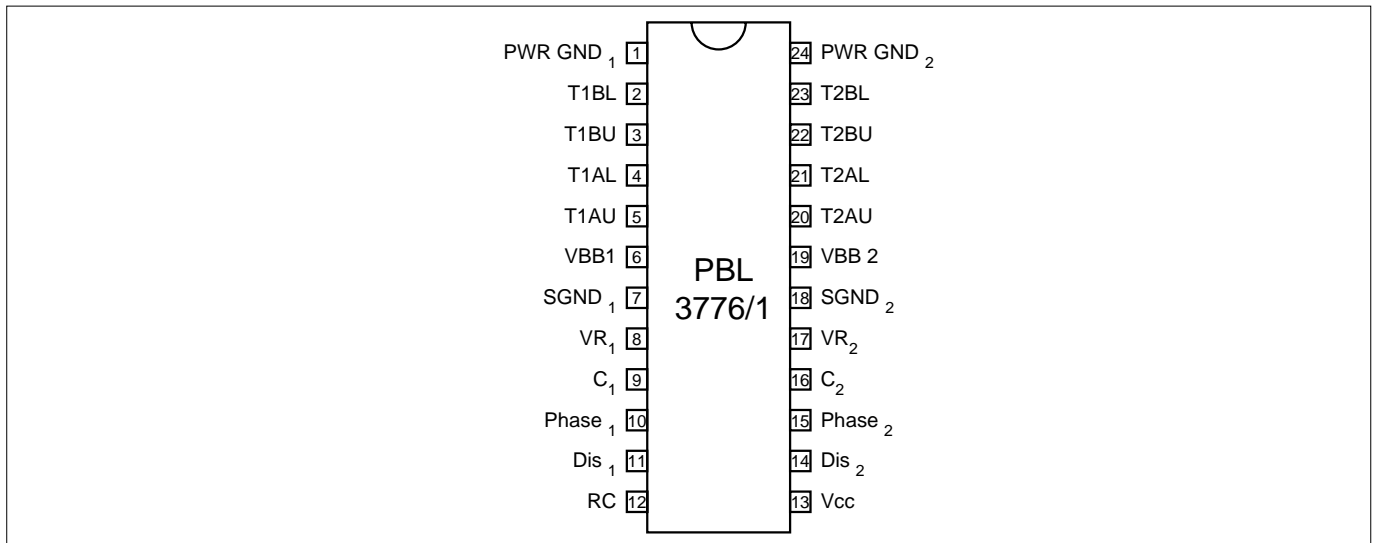 PWR GND 1 1 24 PWR GND 2
T1BL 2 23 T2BL
T1BU 3 22 T2BU
T1AL 4 21 T2AL
T1AU 5 20 T2AU
VBB1 6 19 VBB 2
SGND 1 7 18 SGND 2
VR1 8 17 VR2
C1 9 16 C2
Phase 1 10 15 Phase 2
Dis 1 11 14 Dis 2
RC 12 13 Vcc
PBL
3776/1